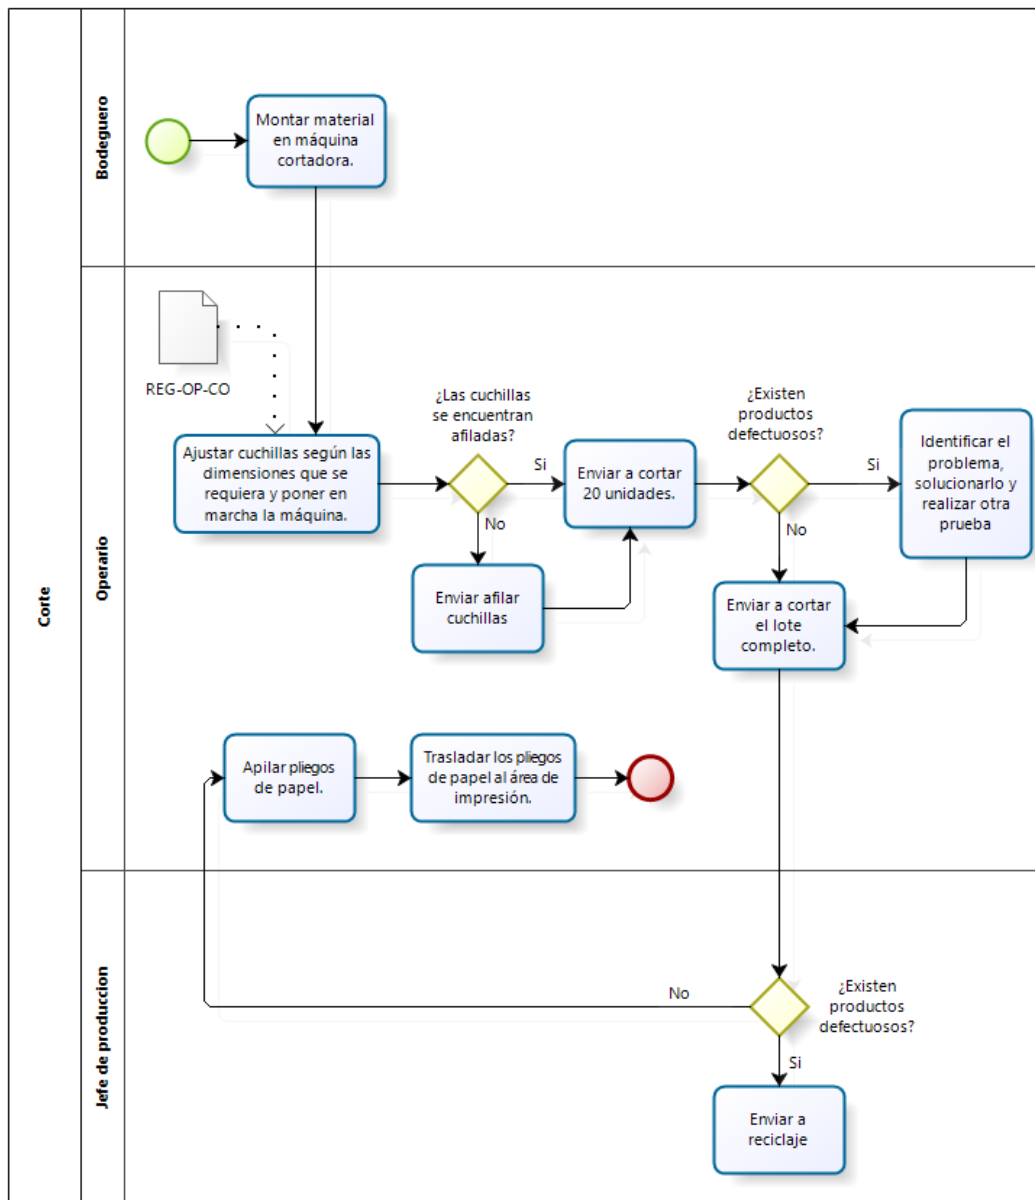 Corte
Bodeguero
Montar material
en máquina
cortadora.
Operario
REG-OP-CO
Ajustar cuchillas según las
dimensiones que se
requiera y poner en
marcha la máquina.
¿Las cuchillas
se encuentran
afiladas?
Si
No
Enviar afilar
cuchillas
Enviar a cortar
20 unidades.
¿Existen
productos
defectuosos?
Si
No
Identificar el
problema,
solucionarlo y
realizar otra
prueba
Enviar a cortar
el lote
completo.
Apilar pliegos
de papel.
Trasladar los pliegos
de papel al área de
impresión.
Jefe de produccion
¿Existen
productos
defectuosos?
No
Si
Enviar a
reciclaje